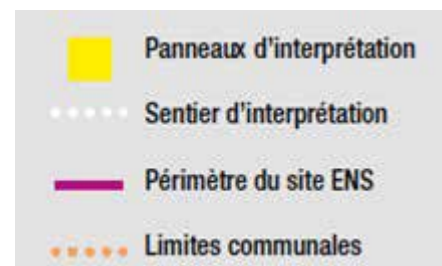 Panneaux d'interprétation
Sentier d'interprétation
Périmètre du site ENS
Limites communales